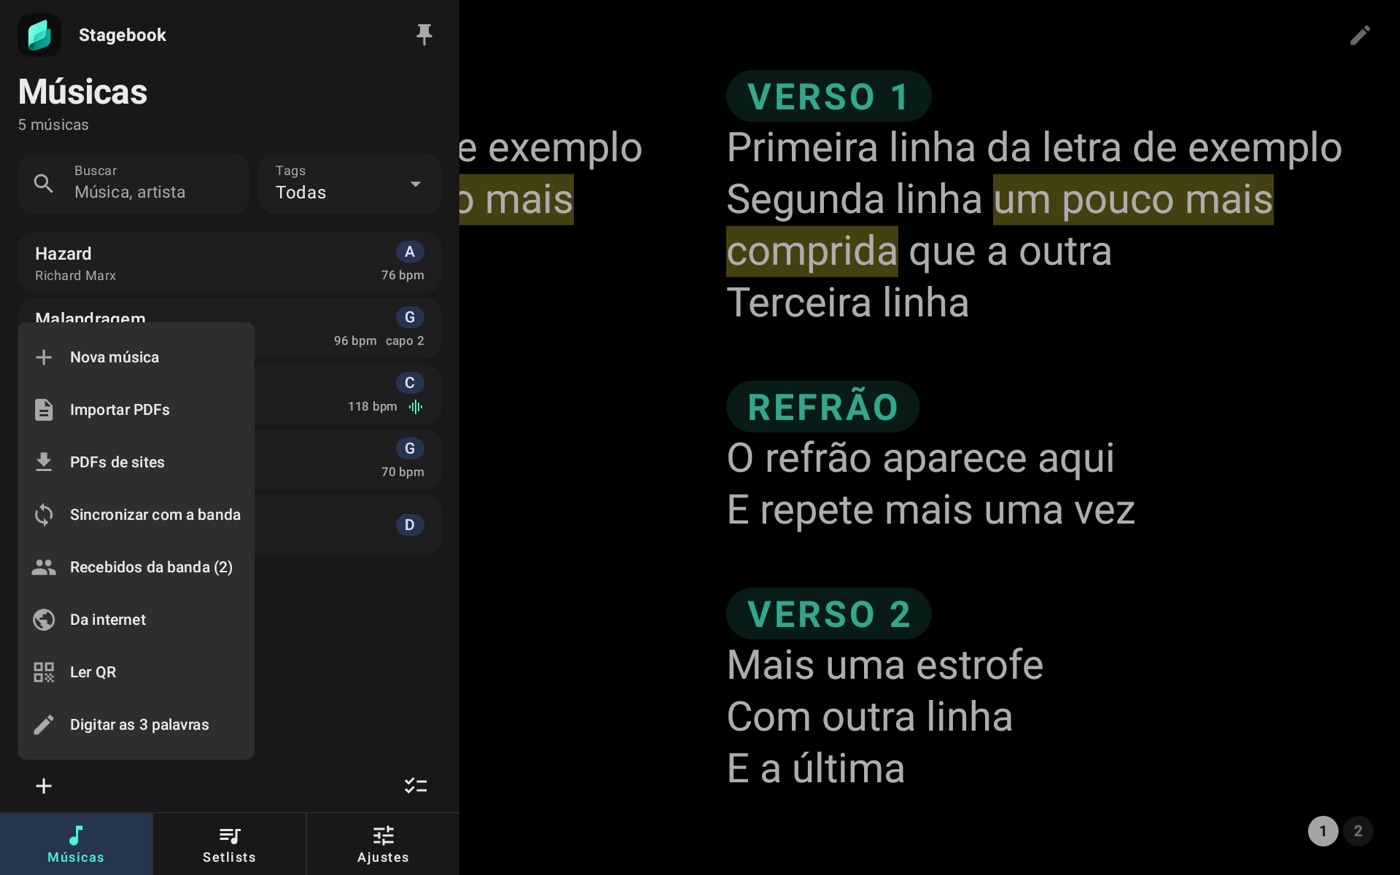 Stagebook
Músicas
5 músicas
Buscar
Música, artista
Tags
Todas
Hazard
A
Richard Marx
76 bpm
Malandragem
G
96 bpm capo 2
C
118 bpm
G
70 bpm
D
Nova música
Importar PDFs
PDFs de sites
Sincronizar com a banda
Recebidos da banda (2)
Da internet
Ler QR
Digitar as 3 palavras
Músicas
Setlists
Ajustes
e exemplo
o mais
VERSO 1
Primeira linha da letra de exemplo
Segunda linha um pouco mais
comprida que a outra
Terceira linha
REFRÃO
O refrão aparece aqui
E repete mais uma vez
VERSO 2
Mais uma estrofe
Com outra linha
E a última
1 2